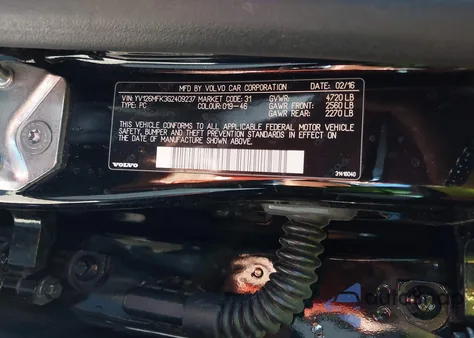 MFD BY VOLVO CAR CORPORATION DATE: 02/16
VIN: YV126MFK3G2409237 MARKET CODE: 31 GVWR: 4720 LB
TYPE: PC COLOUR: 019-46 GAWR FRONT: 2560 LB
GAWR REAR: 2270 LB
THIS VEHICLE CONFORMS TO ALL APPLICABLE FEDERAL MOTOR VEHICLE
SAFETY, BUMPER AND THEFT PREVENTION STANDARDS IN EFFECT ON
THE DATE OF MANUFACTURE SHOWN ABOVE.
VOLVO 31416040